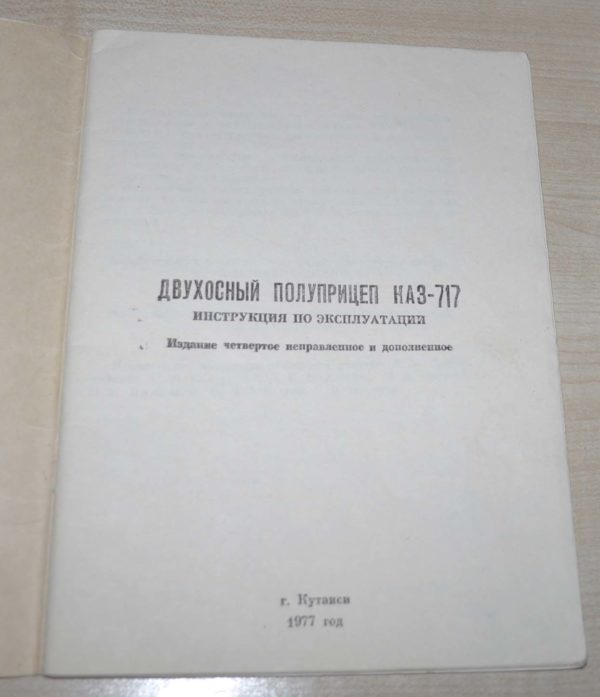 ДВУХОСНЫЙ ПОЛУПРИЦЕП КАЗ-717
ИНСТРУКЦИЯ ПО ЭКСПЛУАТАЦИИ
Издание четвертое исправленное и дополненное
г. Кутаиси
1977 год